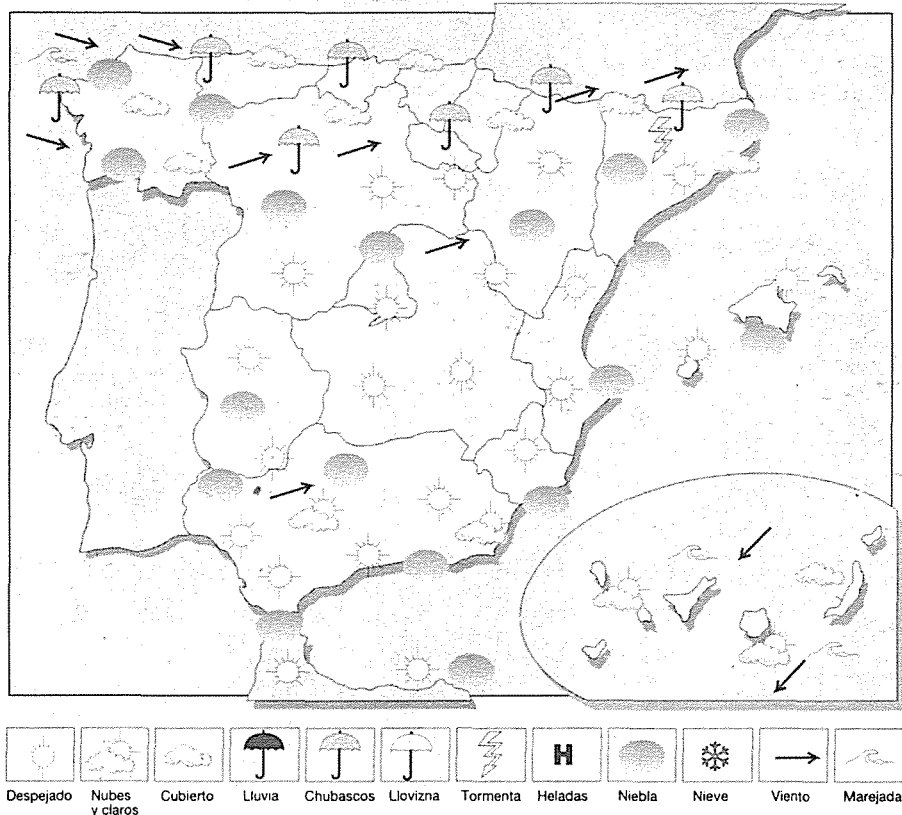 Despejado
Nubes y claros
Cubierto
Lluvia
Chubascos
Llovizna
Tormenta
H
Heladas
Niebla
Nieve
Viento
Marejada